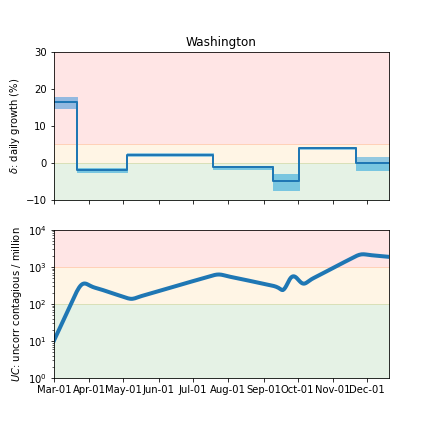 Washington
δ: daily growth (%)
30
20
10
0
−10
UC: uncorr contagious / million
10⁴
10³
10²
10¹
10⁰
Mar-01 Apr-01 May-01 Jun-01 Jul-01 Aug-01 Sep-01 Oct-01 Nov-01 Dec-01